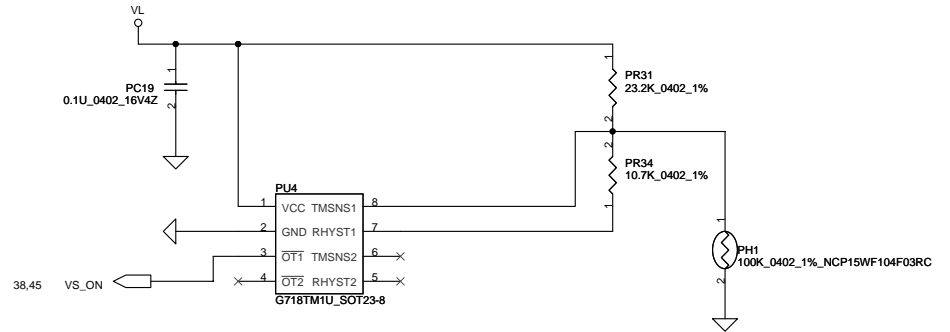 VL
1
PC19
0.1U_0402_16V4Z
2
1
PR31
23.2K_0402_1%
2
2
PR34
10.7K_0402_1%
1
PU4
1 VCC TMSNS1 8
2 GND RHYST1 7
3 OT1 TMSNS2 6
4 OT2 RHYST2 5
G718TM1U_SOT23-8
38,45 VS_ON
1
PH1
100K_0402_1%_NCP15WF104F03RC
2